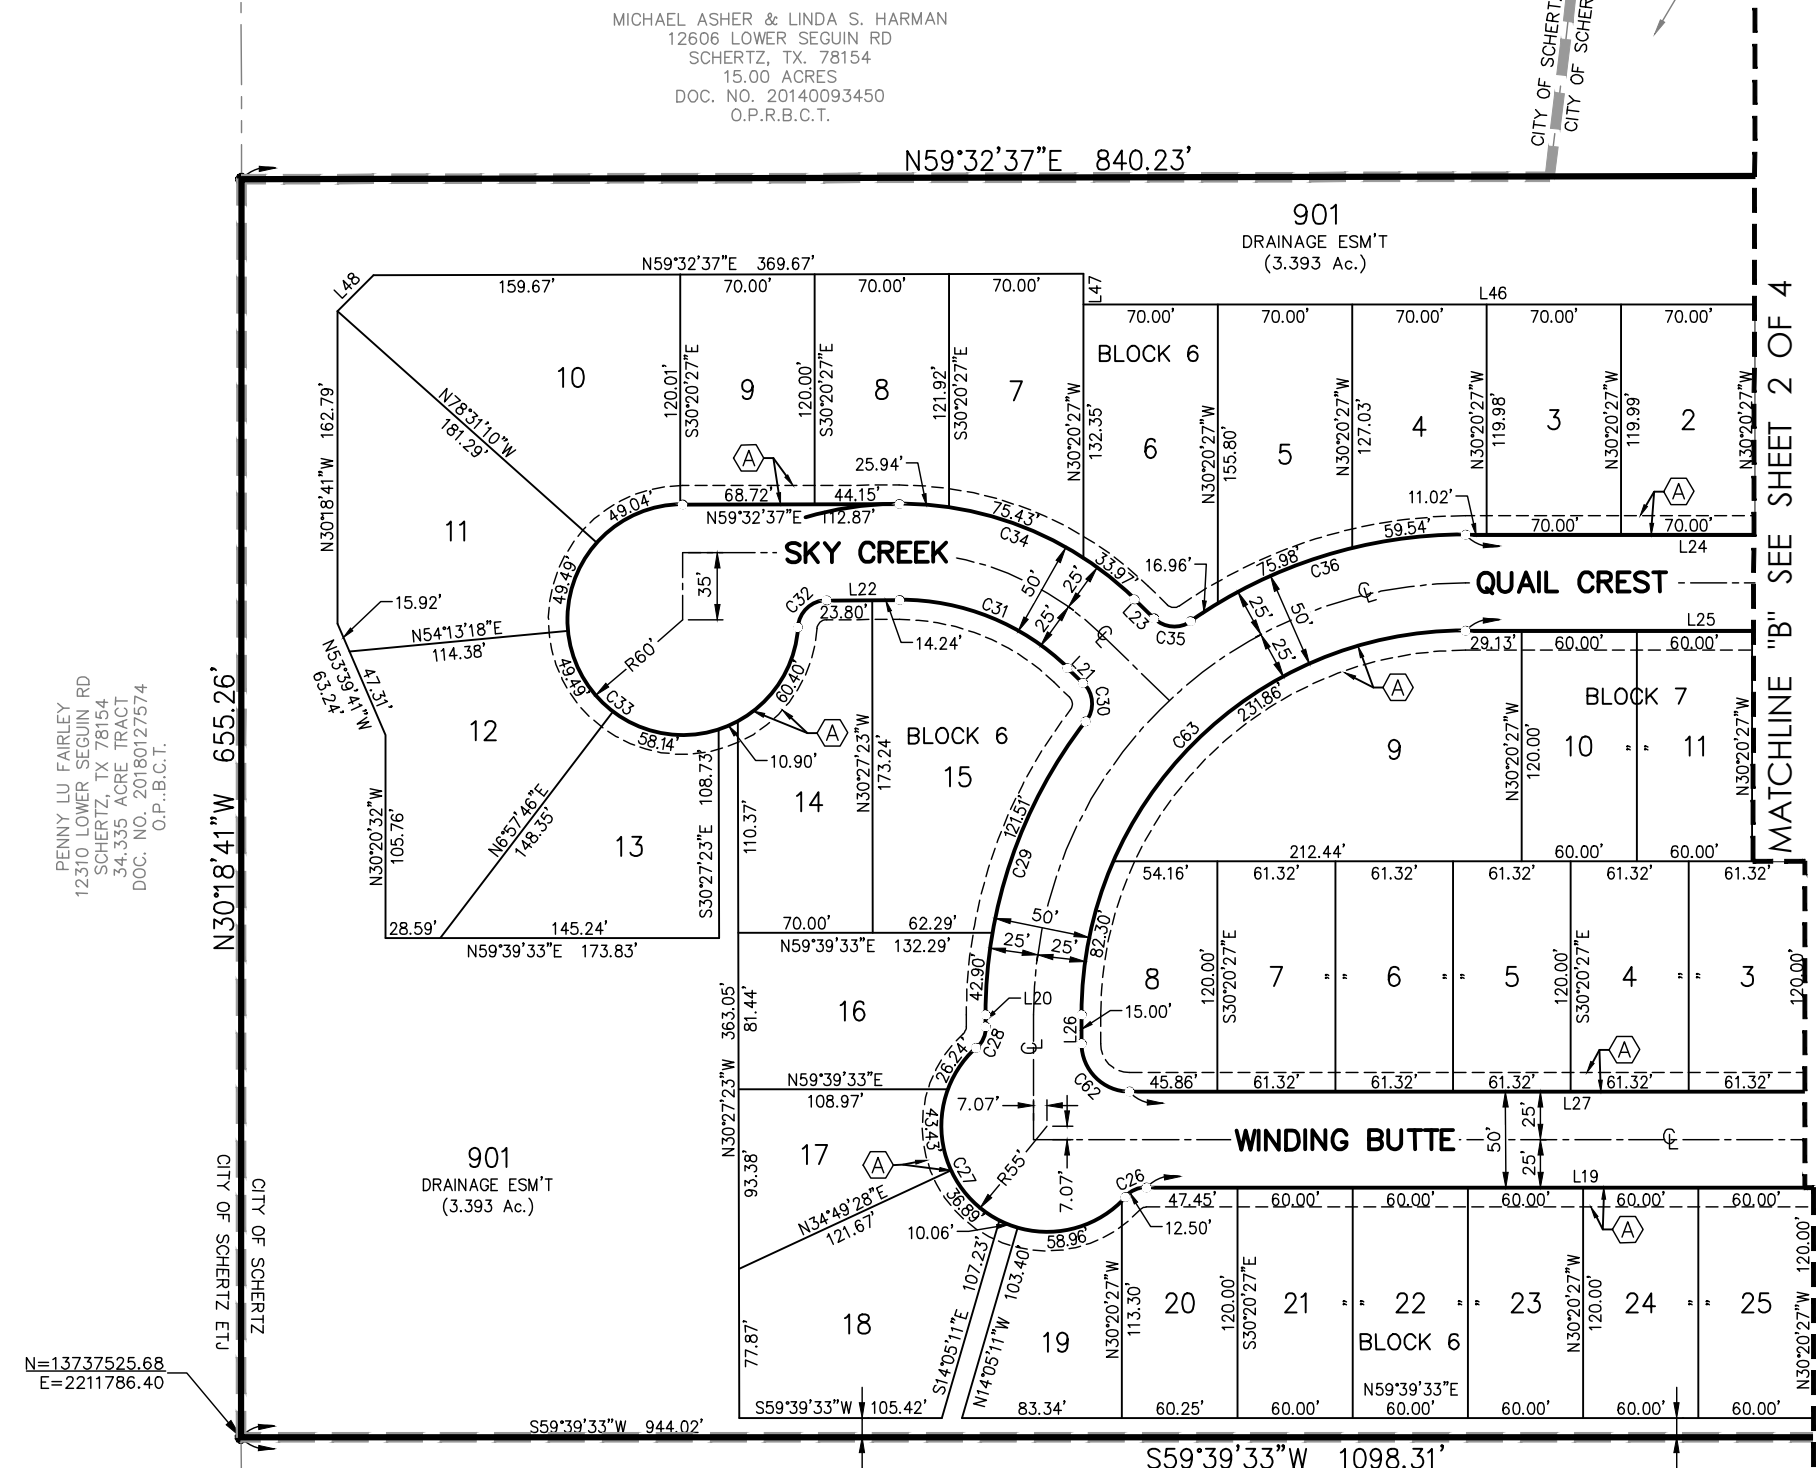 MICHAEL ASHER & LINDA S. HARMAN
12606 LOWER SEGUIN RD
SCHERTZ, TX. 78154
15.00 ACRES
DOC. NO. 20140093450
O.P.R.B.C.T.
CITY OF SCHERTZ
CITY OF SCHER
N59°32'37"E 840.23'
901
DRAINAGE ESM'T
(3.393 Ac.)
MATCHLINE "B" SEE SHEET 2 OF 4
L48
N59°32'37"E 369.67'
159.67'
70.00'
70.00'
70.00'
L47
L46
70.00'
70.00'
70.00'
70.00'
70.00'
BLOCK 6
10
120.01'
S30°20'27"E
9
120.00'
S30°20'27"E
8
121.92'
S30°20'27"E
7
N30°20'27"W
132.35'
6
N30°20'27"W
155.80'
5
N30°20'27"W
127.03'
4
N30°20'27"W
119.98'
3
N30°20'27"W
119.99'
2
N30°20'27"W
N30°18'41"W 162.79'
N78°31'10"W
181.29'
11
A
25.94'
68.72'
44.15'
N59°32'37"E 112.87'
49.04'
75.43'
C34
SKY CREEK
35'
50'
25'
25'
33.97'
L23
C35
16.96'
75.98'
C36
59.54'
11.02'
70.00'
70.00'
A
L24
QUAIL CREST
℄
℄
25'
50'
25'
L25
29.13'
60.00'
60.00'
49.49'
15.92'
N54°13'18"E
114.38'
N53°39'41"W
63.24'
47.31'
49.49'
R60'
C33
C32
L22
23.80'
14.24'
C31
L21
C30
60.40'
A
58.14'
10.90'
12
N30°20'32"W
105.76'
N6°57'46"E
148.35'
13
S30°27'23"E 108.73'
110.37'
14
N30°27'23"W
173.24'
BLOCK 6
15
121.51'
C29
C63
231.86'
A
BLOCK 7
9
N30°20'27"W
120.00'
10
" "
11
N30°20'27"W
28.59'
145.24'
N59°39'33"E 173.83'
70.00'
62.29'
N59°39'33"E 132.29'
212.44'
60.00'
60.00'
54.16'
61.32'
61.32'
61.32'
61.32'
61.32'
50'
25'
25'
42.90'
82.30'
L20
C28
L26
℄
15.00'
8
120.00'
S30°20'27"E
7
" "
6
" "
5
120.00'
S30°20'27"E
4
" "
3
120.00'
16
N30°27'23"W 363.05'
81.44'
26.24'
N59°39'33"E
108.97'
C62
45.86'
61.32'
61.32'
61.32'
61.32'
61.32'
A
L27
7.07'
R55'
7.07'
WINDING BUTTE
℄
50'
25'
25'
17
93.38'
43.43'
A
C27
36.89'
N34°49'28"E
121.67'
10.06'
58.96'
C26
12.50'
47.45'
L19
60.00'
60.00'
60.00'
60.00'
60.00'
A
18
77.87'
S14°05'11"E 107.23'
N14°05'11"W 103.40'
19
N30°20'27"W
113.30'
20
120.00'
S30°20'27"E
21
" "
22
" "
23
N30°20'27"W
120.00'
24
" "
25
N30°20'27"W 120.00'
BLOCK 6
N59°39'33"E
S59°39'33"W 105.42'
83.34'
60.25'
60.00'
60.00'
60.00'
60.00'
60.00'
901
DRAINAGE ESM'T
(3.393 Ac.)
PENNY LU FAIRLEY
12310 LOWER SEGUIN RD
SCHERTZ, TX 78154
34.335 ACRE TRACT
DOC. NO. 20180127574
O.P..B.C.T.
N30°18'41"W 655.26'
CITY OF SCHERTZ
CITY OF SCHERTZ ETJ
N=13737525.68
E=2211786.40
S59°39'33"W 944.02'
S59°39'33"W 1098.31'